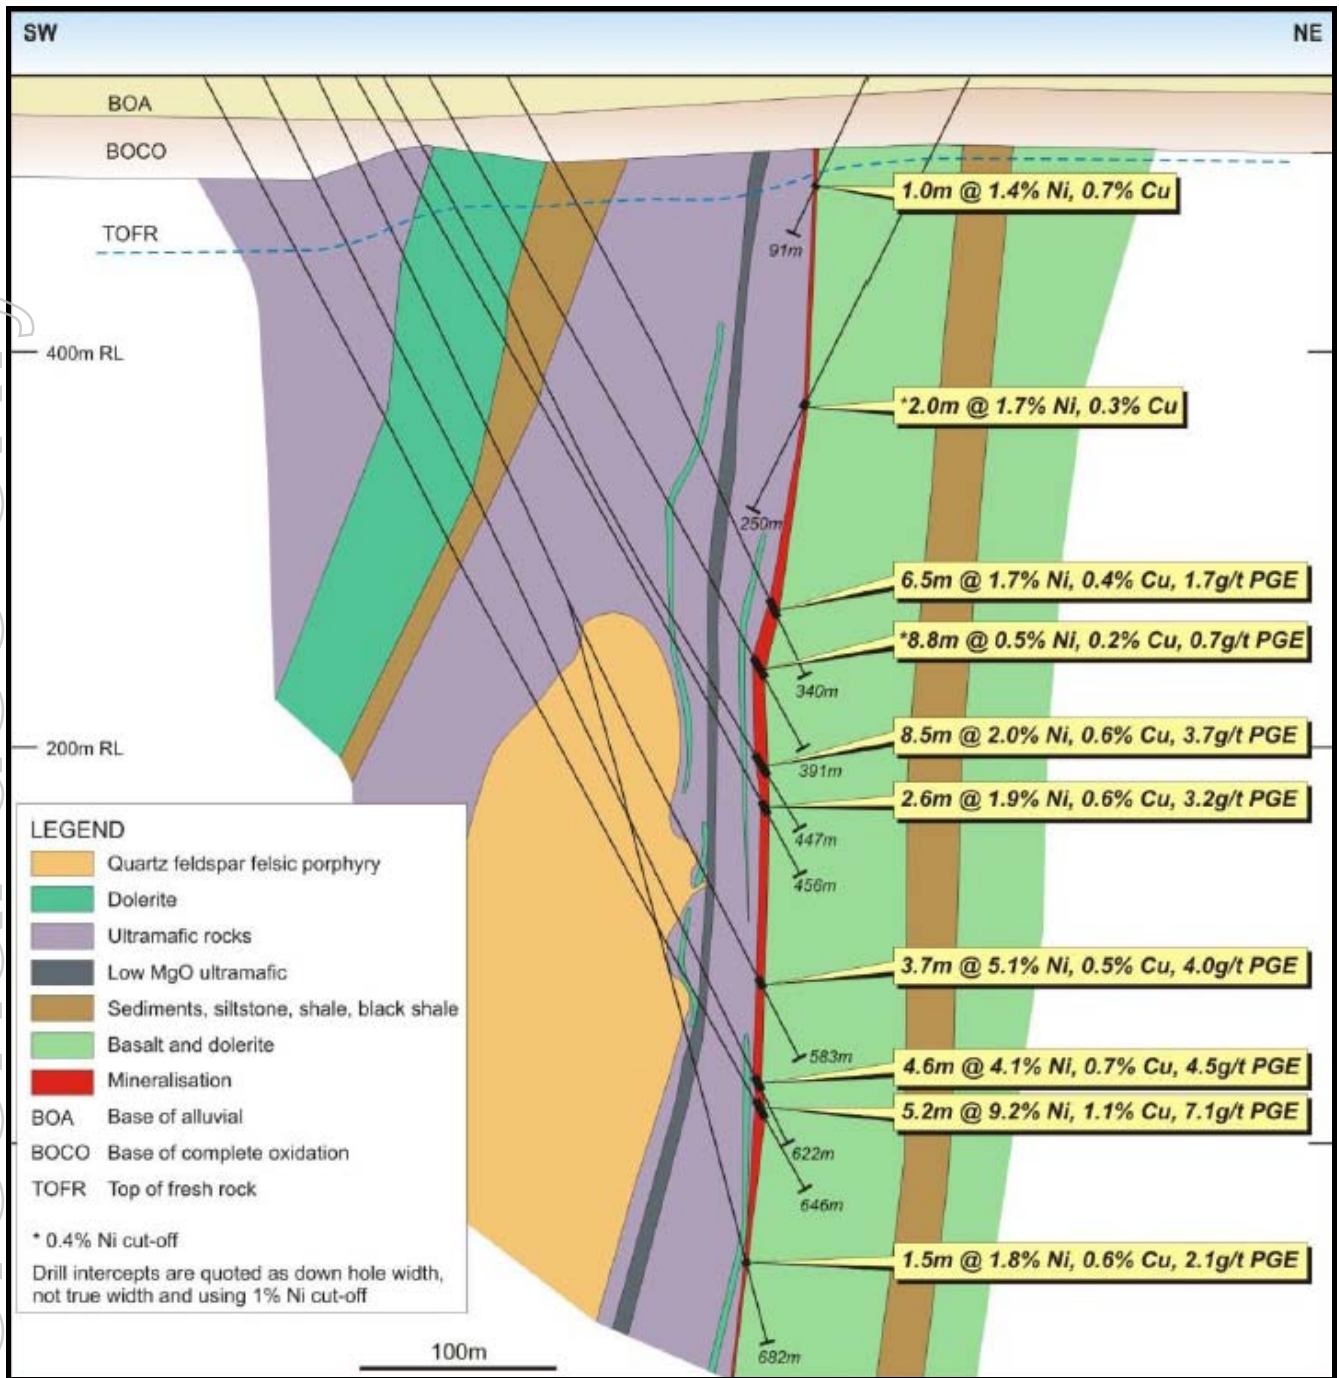 SW
NE
BOA
BOCO
1.0m @ 1.4% Ni, 0.7% Cu
TOFR
91m
400m RL
*2.0m @ 1.7% Ni, 0.3% Cu
250m
6.5m @ 1.7% Ni, 0.4% Cu, 1.7g/t PGE
*8.8m @ 0.5% Ni, 0.2% Cu, 0.7g/t PGE
340m
200m RL
8.5m @ 2.0% Ni, 0.6% Cu, 3.7g/t PGE
391m
2.6m @ 1.9% Ni, 0.6% Cu, 3.2g/t PGE
447m
456m
3.7m @ 5.1% Ni, 0.5% Cu, 4.0g/t PGE
583m
4.6m @ 4.1% Ni, 0.7% Cu, 4.5g/t PGE
5.2m @ 9.2% Ni, 1.1% Cu, 7.1g/t PGE
622m
646m
1.5m @ 1.8% Ni, 0.6% Cu, 2.1g/t PGE
682m
LEGEND
Quartz feldspar felsic porphyry
Dolerite
Ultramafic rocks
Low MgO ultramafic
Sediments, siltstone, shale, black shale
Basalt and dolerite
Mineralisation
BOA Base of alluvial
BOCO Base of complete oxidation
TOFR Top of fresh rock
* 0.4% Ni cut-off
Drill intercepts are quoted as down hole width,
not true width and using 1% Ni cut-off
100m